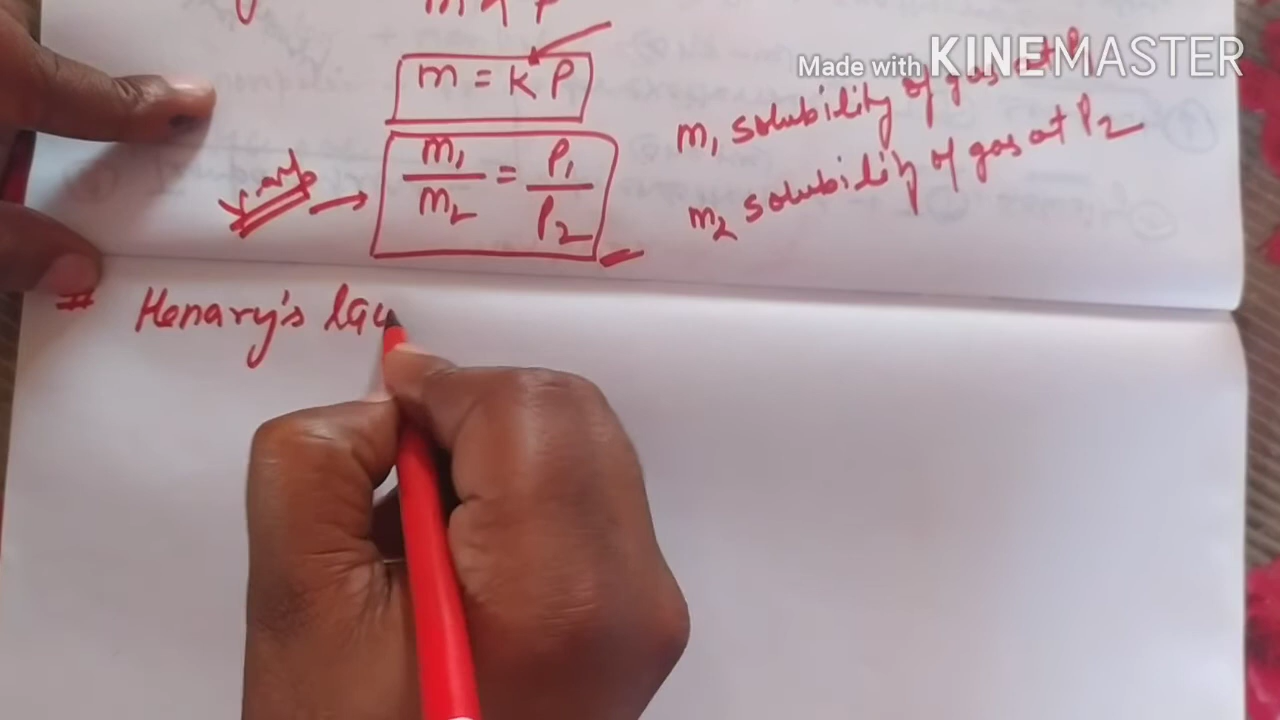 m ∝ P
Made with KINEMASTER
m = K P
m₁ solubility of gas at P₁
m₁/m₂ = P₁/P₂
m₂ solubility of gas at P₂
# Henary's law